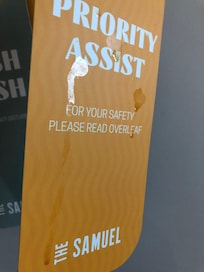 PRIORITY
ASSIST
FOR YOUR SAFETY
PLEASE READ OVERLEAF
THE SAMUEL